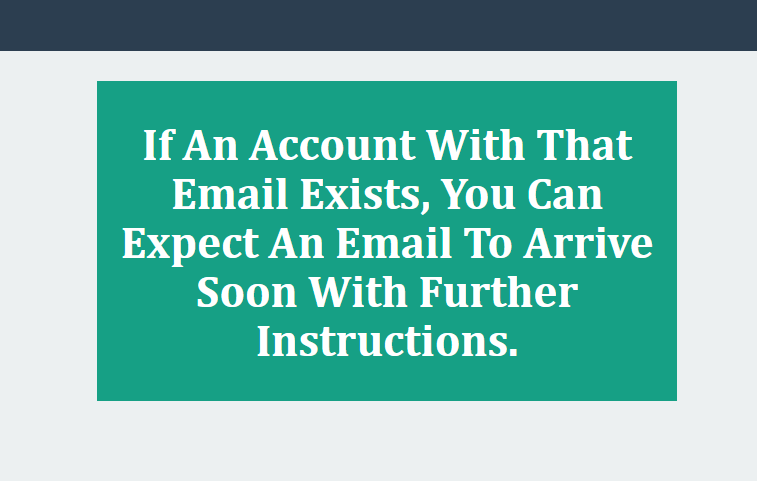 If An Account With That
Email Exists, You Can
Expect An Email To Arrive
Soon With Further
Instructions.